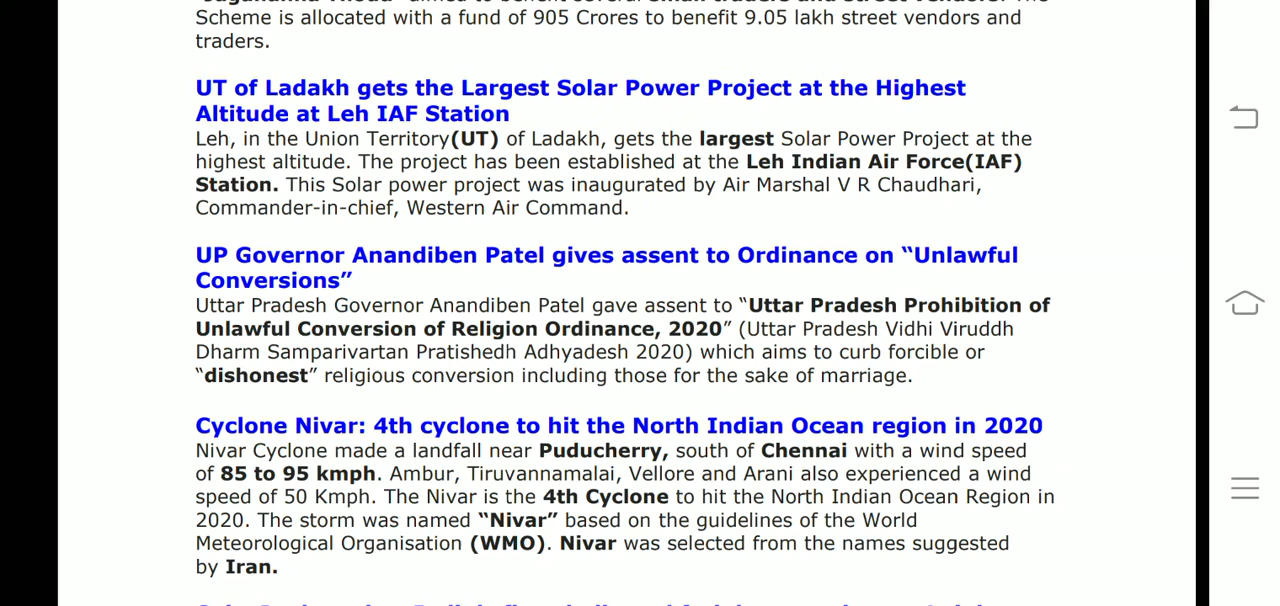 Scheme is allocated with a fund of 905 Crores to benefit 9.05 lakh street vendors and
traders.
UT of Ladakh gets the Largest Solar Power Project at the Highest
Altitude at Leh IAF Station
Leh, in the Union Territory(UT) of Ladakh, gets the largest Solar Power Project at the
highest altitude. The project has been established at the Leh Indian Air Force(IAF)
Station. This Solar power project was inaugurated by Air Marshal V R Chaudhari,
Commander-in-chief, Western Air Command.
UP Governor Anandiben Patel gives assent to Ordinance on “Unlawful
Conversions”
Uttar Pradesh Governor Anandiben Patel gave assent to “Uttar Pradesh Prohibition of
Unlawful Conversion of Religion Ordinance, 2020” (Uttar Pradesh Vidhi Viruddh
Dharm Samparivartan Pratishedh Adhyadesh 2020) which aims to curb forcible or
“dishonest” religious conversion including those for the sake of marriage.
Cyclone Nivar: 4th cyclone to hit the North Indian Ocean region in 2020
Nivar Cyclone made a landfall near Puducherry, south of Chennai with a wind speed
of 85 to 95 kmph. Ambur, Tiruvannamalai, Vellore and Arani also experienced a wind
speed of 50 Kmph. The Nivar is the 4th Cyclone to hit the North Indian Ocean Region in
2020. The storm was named “Nivar” based on the guidelines of the World
Meteorological Organisation (WMO). Nivar was selected from the names suggested
by Iran.